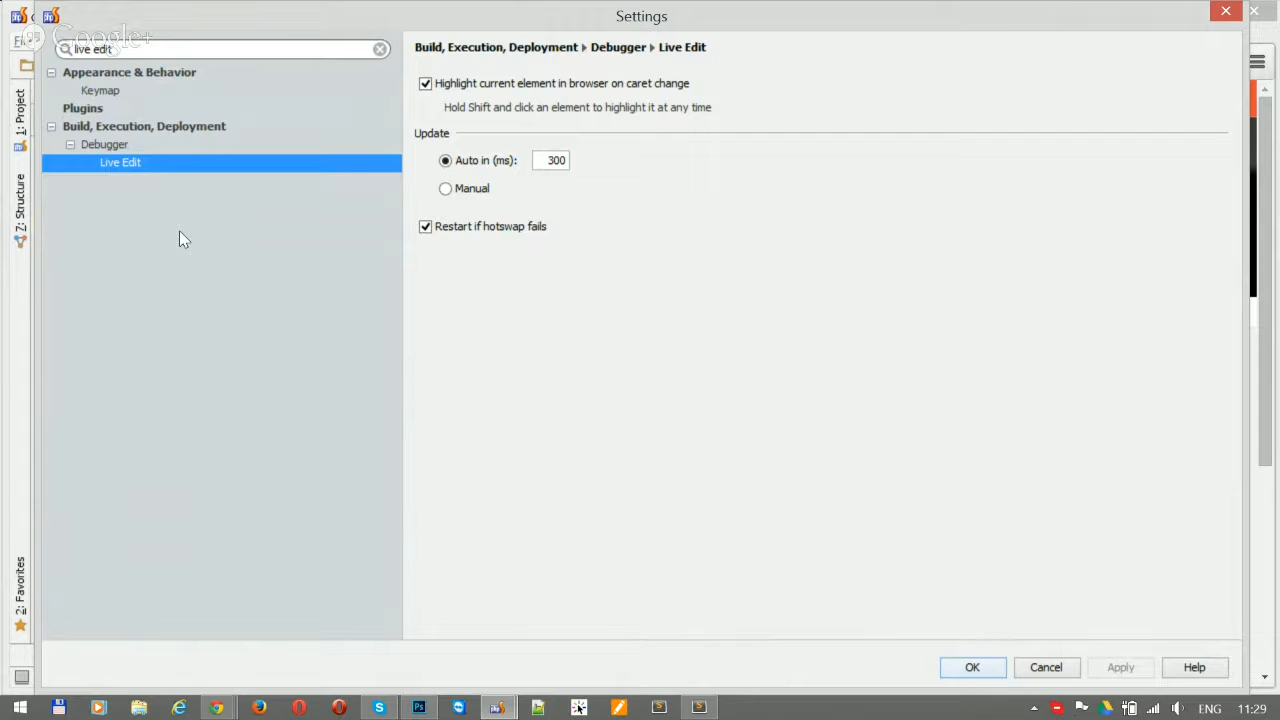 Settings
Google+
live edit
Appearance & Behavior
Keymap
Plugins
Build, Execution, Deployment
Debugger
Live Edit
Build, Execution, Deployment Debugger Live Edit
Highlight current element in browser on caret change
Hold Shift and click an element to highlight it at any time
Update
Auto in (ms): 300
Manual
Restart if hotswap fails
1: Project
Z: Structure
2: Favorites
OK Cancel Apply Help
Ps
ENG 11:29